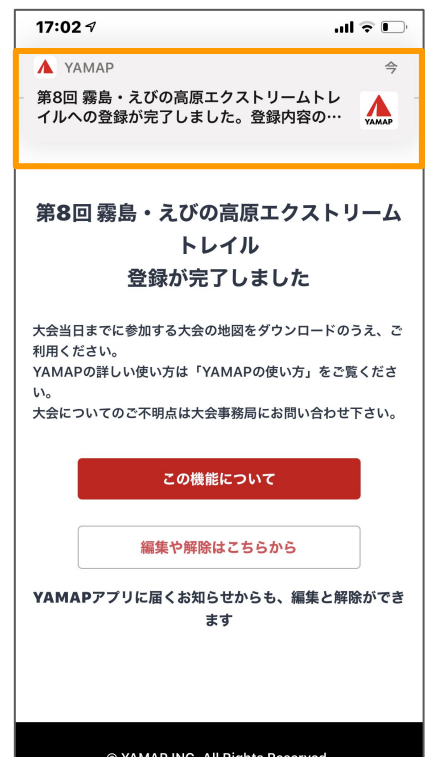 17:02
YAMAP
今
第8回 霧島・えびの高原エクストリームトレ
イルへの登録が完了しました。登録内容の…
YAMAP
第8回 霧島・えびの高原エクストリーム
トレイル
登録が完了しました
大会当日までに参加する大会の地図をダウンロードのうえ、ご
利用ください。
YAMAPの詳しい使い方は「YAMAPの使い方」をご覧くださ
い。
大会についてのご不明点は大会事務局にお問い合わせ下さい。
この機能について
編集や解除はこちらから
YAMAPアプリに届くお知らせからも、編集と解除ができ
ます
© YAMAP INC. All Rights Reserved